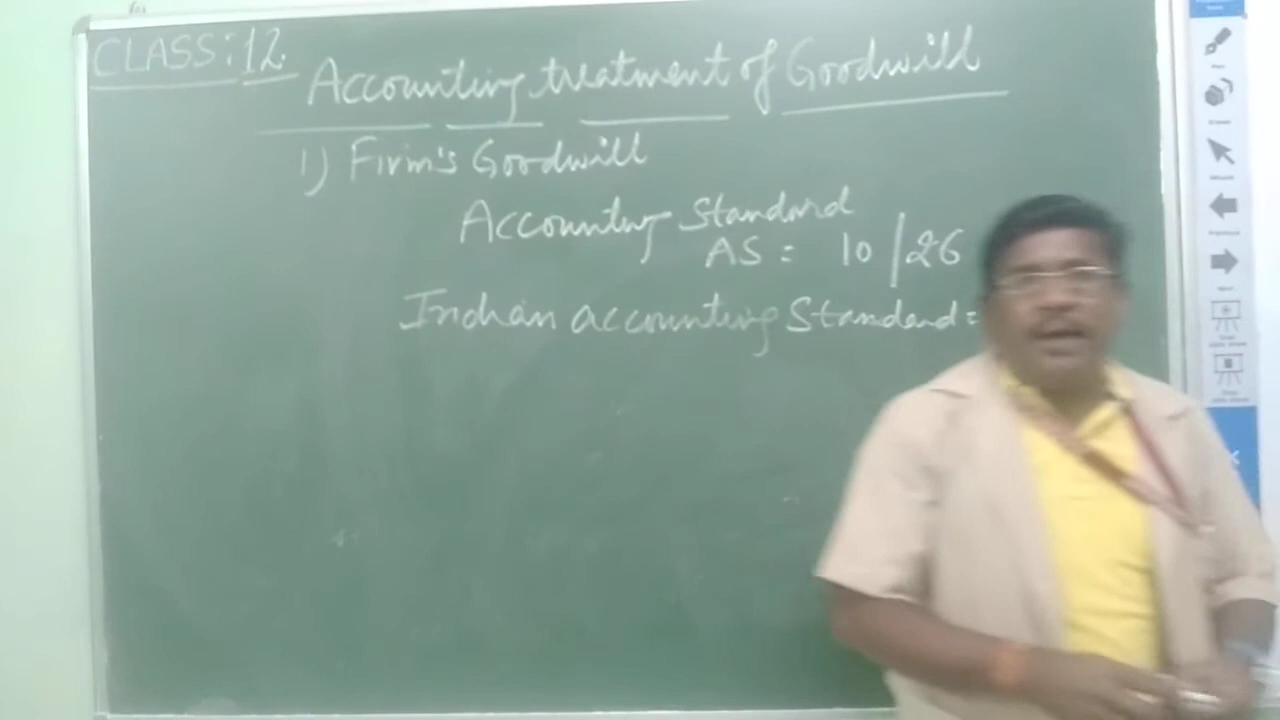 CLASS: 12
Accounting treatment of Goodwill
1) Firm's Goodwill
Accounting Standard
AS = 10/26
Indian accounting Standard =